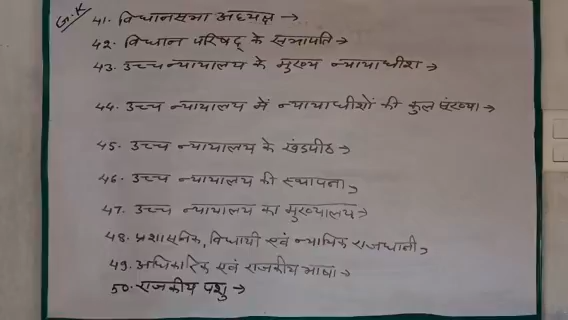 G.K
41. विधानसभा अध्यक्ष →
42. विधान परिषद् के सभापति →
43. उच्च न्यायालय के मुख्य न्यायाधीश →
44. उच्च न्यायालय में न्यायाधीशों की कुल संख्या →
45. उच्च न्यायालय के खंडपीठ →
46. उच्च न्यायालय की स्थापना →
47. उच्च न्यायालय का मुख्यालय →
48. प्रशासनिक, विधायी एवं न्यायिक राजधानी →
49. अधिकारिक एवं राजकीय भाषा →
50. राजकीय पशु →